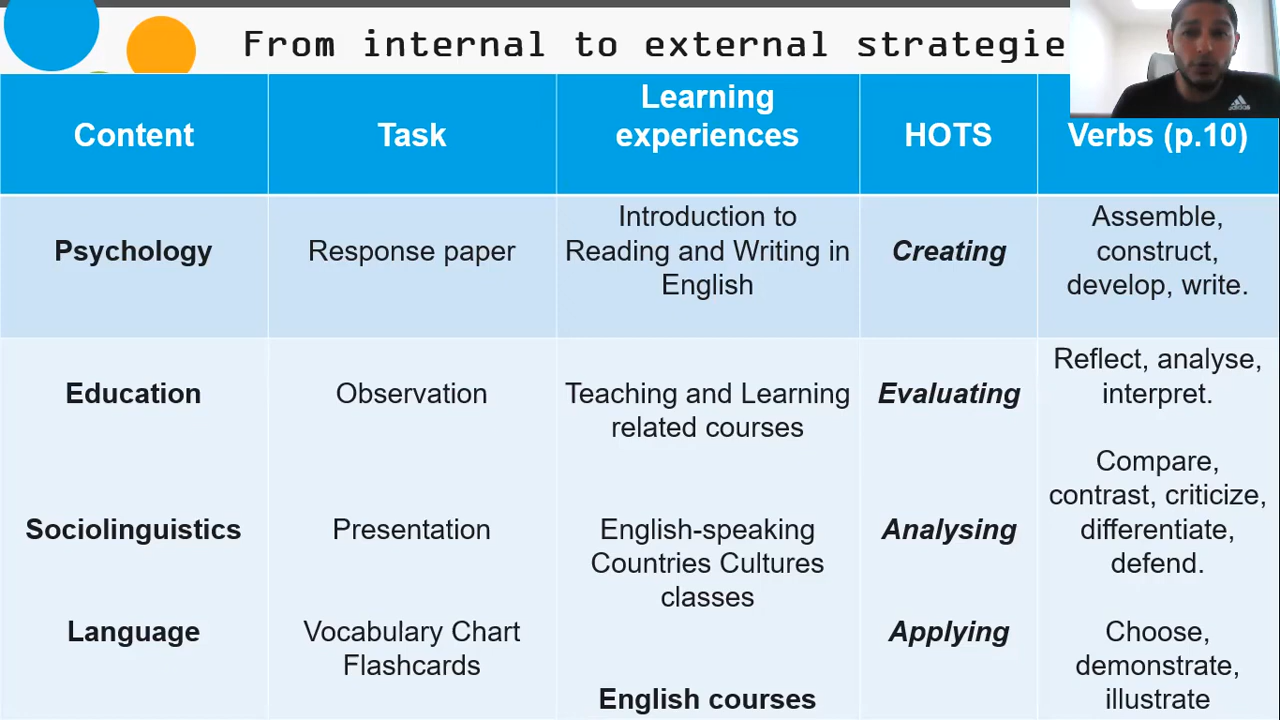 From internal to external strategie
Content
Task
Learning
experiences
HOTS
Verbs (p.10)
Psychology
Response paper
Introduction to
Reading and Writing in
English
Creating
Assemble,
construct,
develop, write.
Education
Observation
Teaching and Learning
related courses
Evaluating
Reflect, analyse,
interpret.
Sociolinguistics
Presentation
English-speaking
Countries Cultures
classes
Analysing
Compare,
contrast, criticize,
differentiate,
defend.
Language
Vocabulary Chart
Flashcards
English courses
Applying
Choose,
demonstrate,
illustrate
adidas